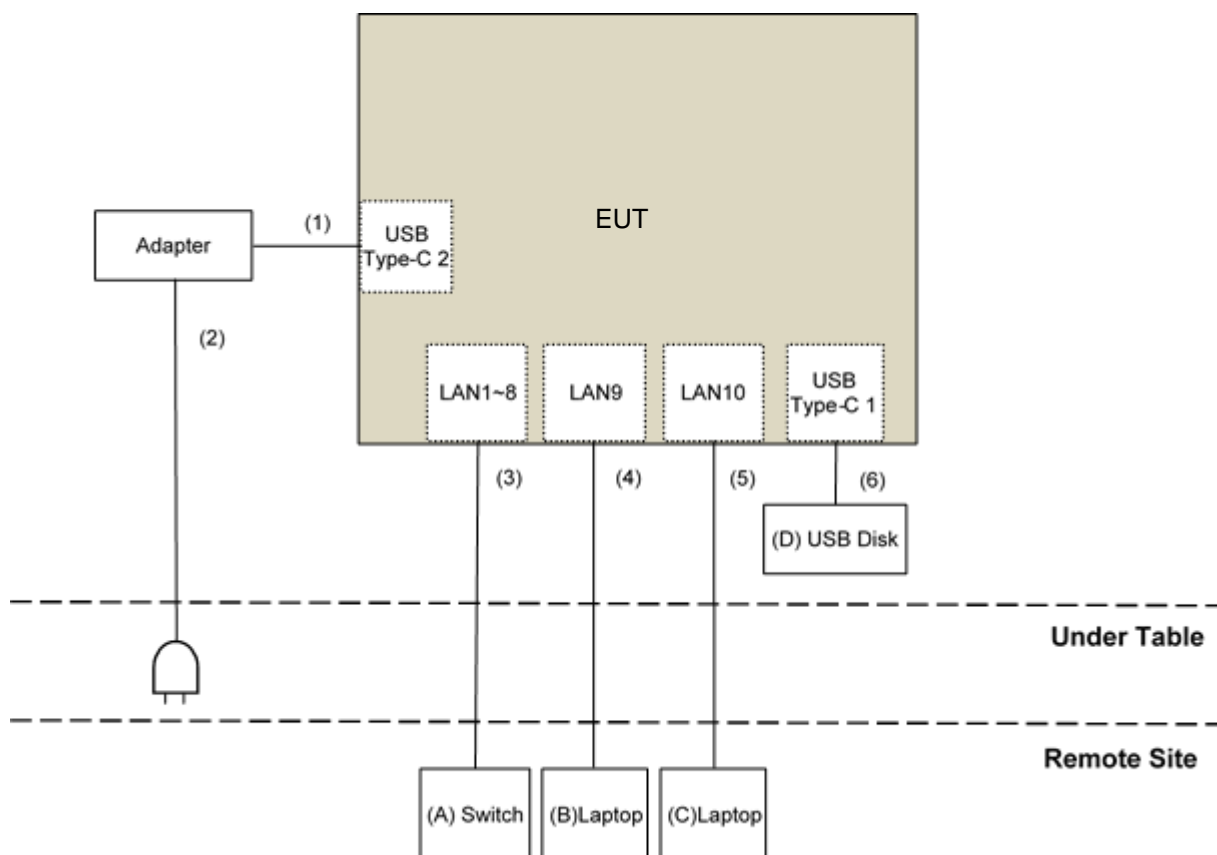 EUT
(1)
USB
Type-C 2
Adapter
(2)
LAN1~8
LAN9
LAN10
USB
Type-C 1
(3)
(4)
(5)
(6)
(D) USB Disk
Under Table
Remote Site
(A) Switch
(B)Laptop
(C)Laptop